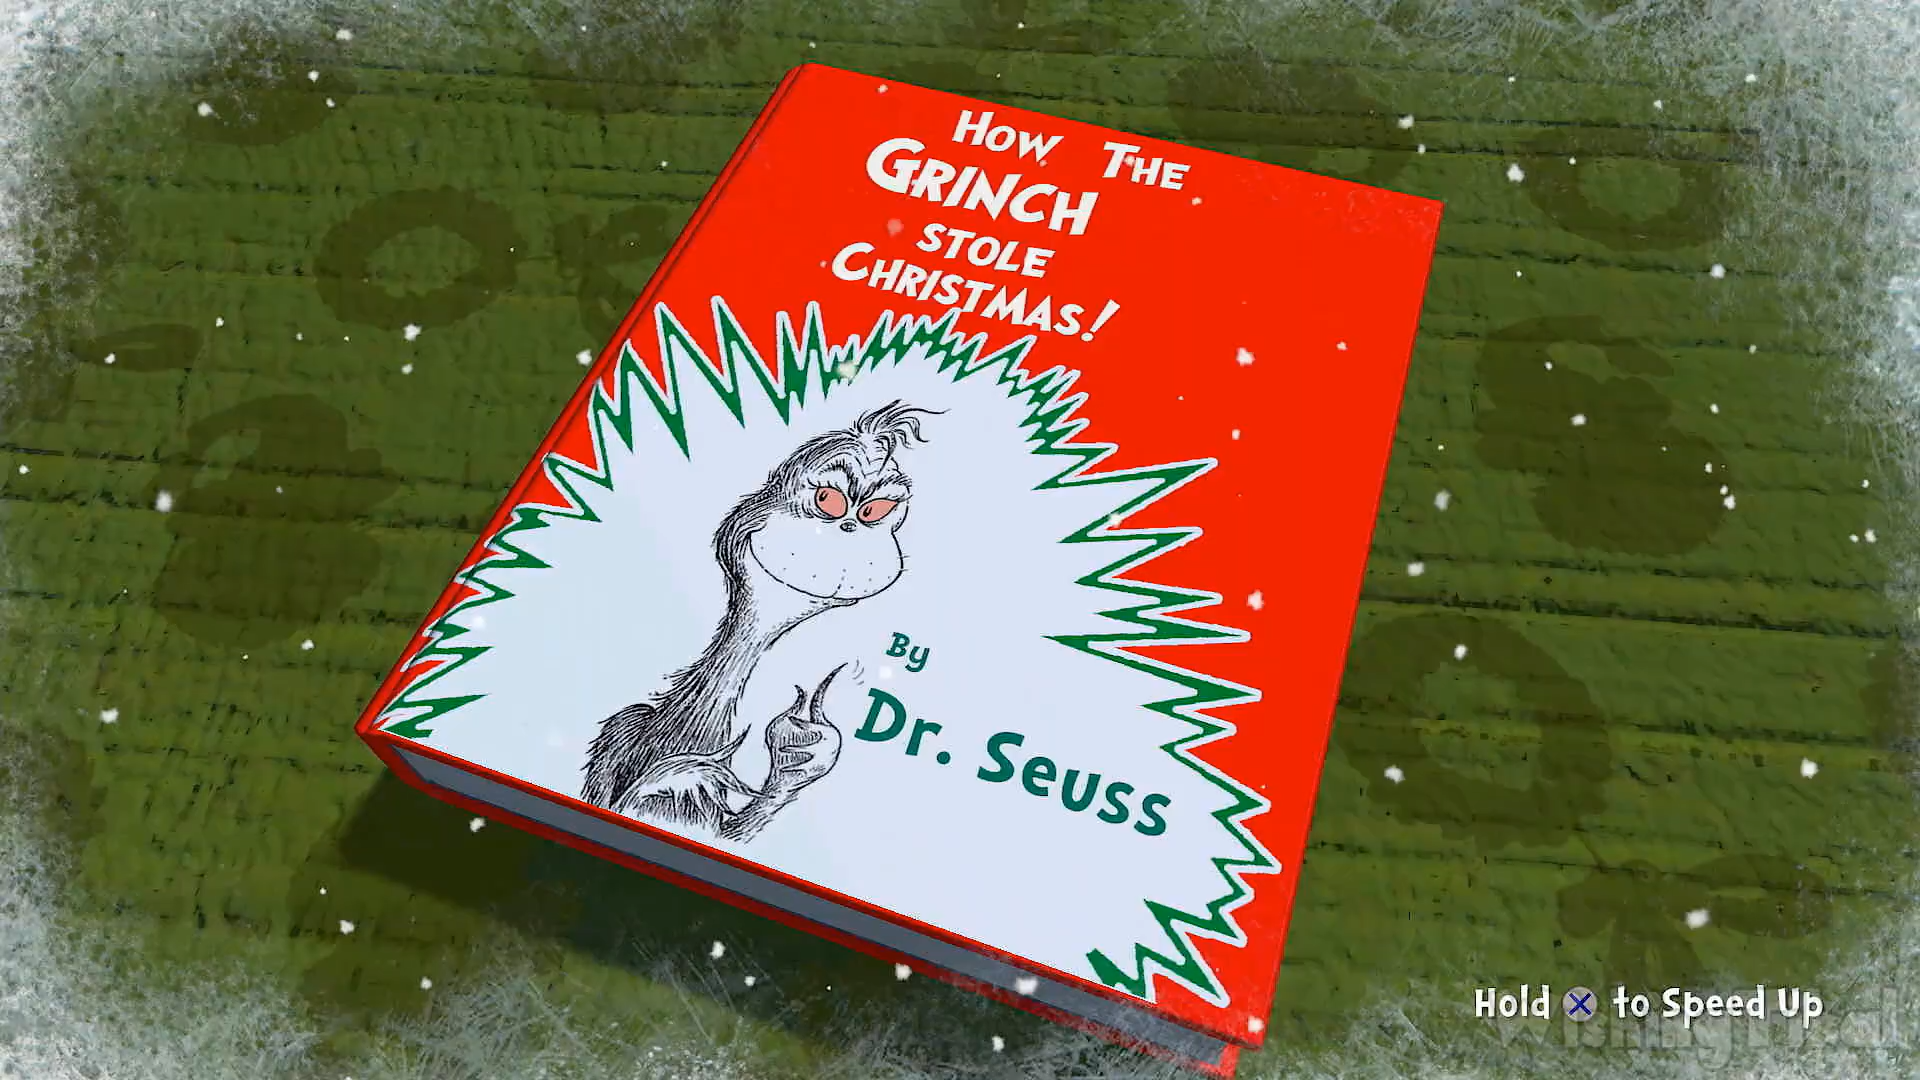 How The
Grinch
stole
Christmas!
By
Dr. Seuss
Hold to Speed Up